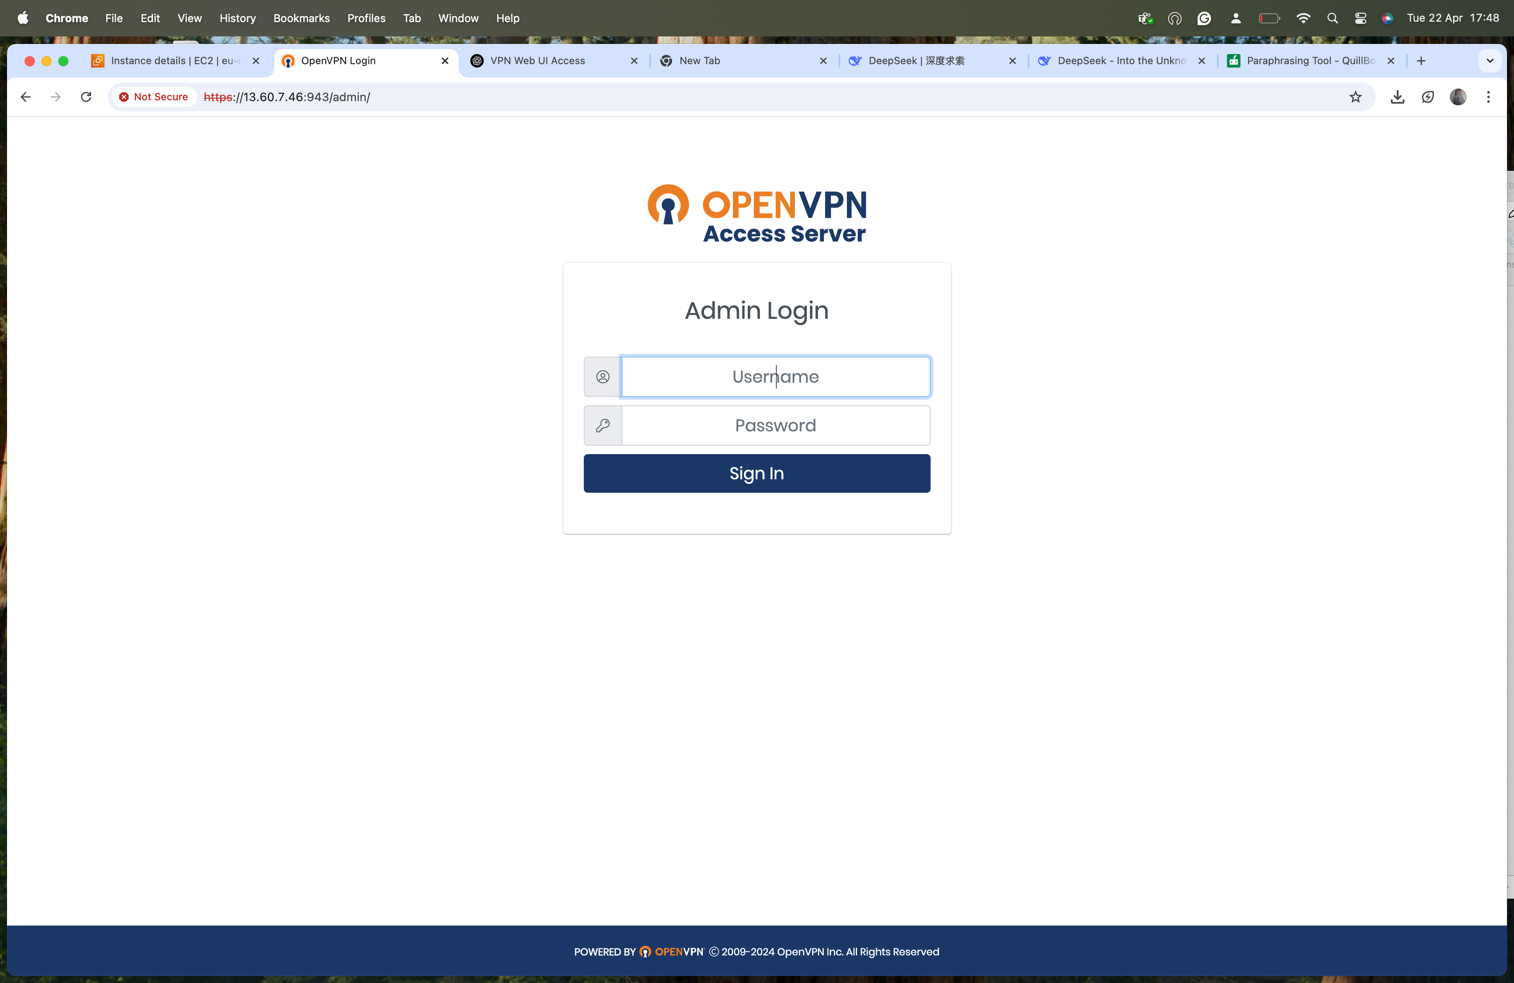 Chrome File Edit View History Bookmarks Profiles Tab Window Help Tue 22 Apr 17:48
Instance details | EC2 | eu- OpenVPN Login VPN Web UI Access New Tab DeepSeek | 深度求索 DeepSeek - Into the Unkno Paraphrasing Tool - QuillBo
Not Secure https://13.60.7.46:943/admin/
OPENVPN
Access Server
Admin Login
Username
Password
Sign In
POWERED BY OPENVPN © 2009-2024 OpenVPN Inc. All Rights Reserved